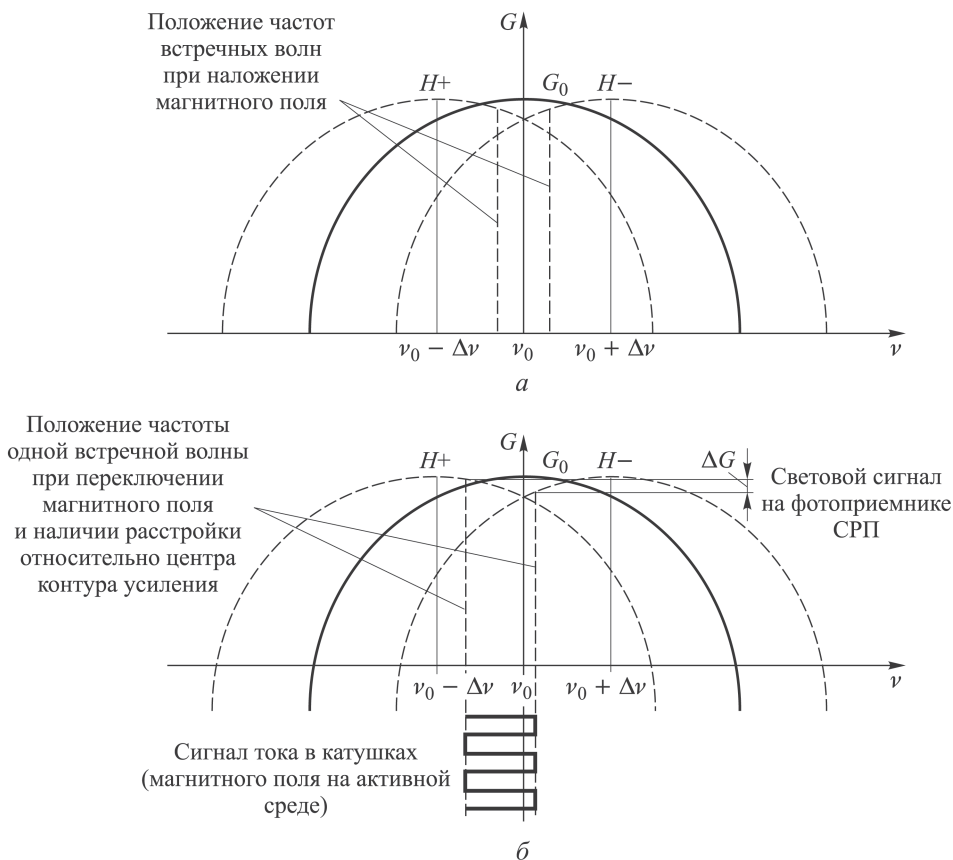 Положение частот
встречных волн
при наложении
магнитного поля
G
H+
G₀
H−
ν₀ − Δν
ν₀
ν₀ + Δν
ν
а
Положение частоты
одной встречной волны
при переключении
магнитного поля
и наличии расстройки
относительно центра
контура усиления
G
H+
G₀
H−
ΔG
Световой сигнал
на фотоприемнике
СРП
ν₀ − Δν
ν₀
ν₀ + Δν
ν
Сигнал тока в катушках
(магнитного поля на активной
среде)
б